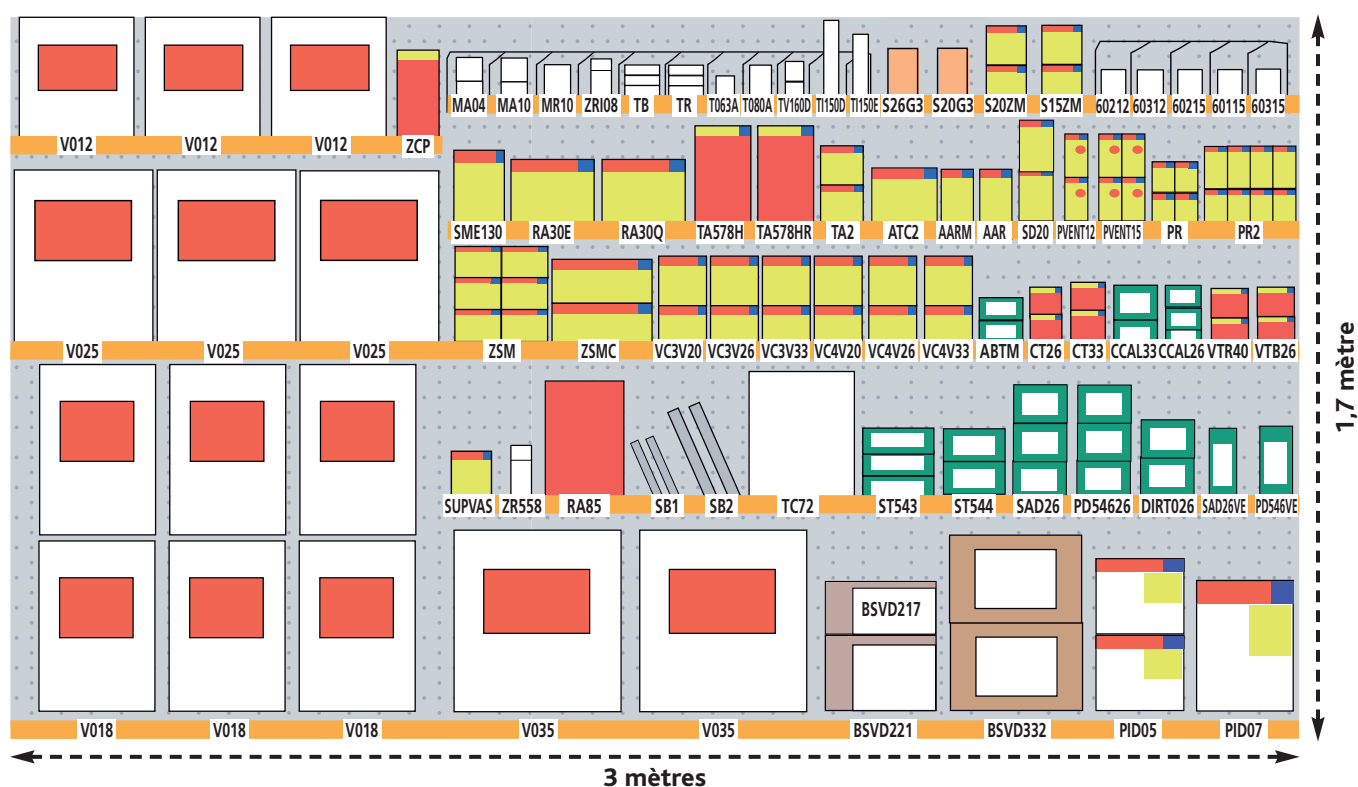 MA04 MA10 MR10 ZRI08 TB TR T063A T080A TV160D TI150D TI150E S26G3 S20G3 S20ZM S15ZM 60212 60312 60215 60115 60315
V012 V012 V012 ZCP
SME130 RA30E RA30Q TA578H TA578HR TA2 ATC2 AARM AAR SD20 PVENT12 PVENT15 PR PR2
V025 V025 V025 ZSM ZSMC VC3V20 VC3V26 VC3V33 VC4V20 VC4V26 VC4V33 ABTM CT26 CT33 CCAL33 CCAL26 VTR40 VTB26
SUPVAS ZR558 RA85 SB1 SB2 TC72 ST543 ST544 SAD26 PD54626 DIRT026 SAD26VE PD546VE
BSVD217
V018 V018 V018 V035 V035 BSVD221 BSVD332 PID05 PID07
3 mètres
1,7 mètre